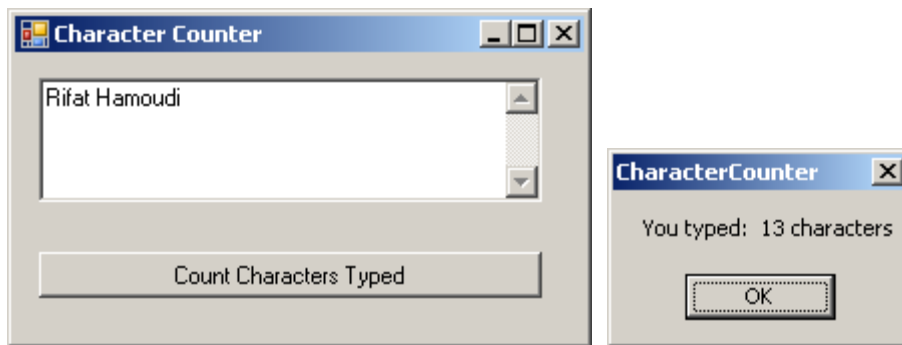 Character Counter
Rifat Hamoudi
Count Characters Typed
CharacterCounter
You typed:  13 characters
OK